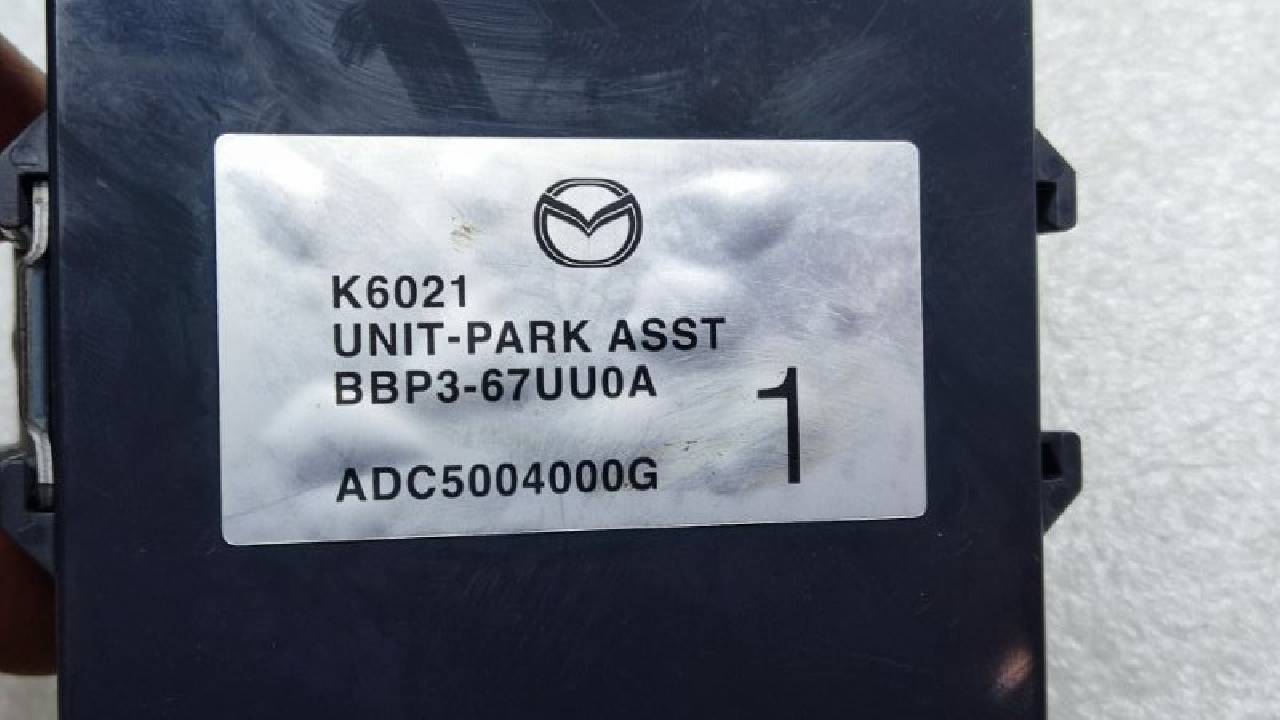 K6021
UNIT-PARK ASST
BBP3-67UU0A
1
ADC5004000G